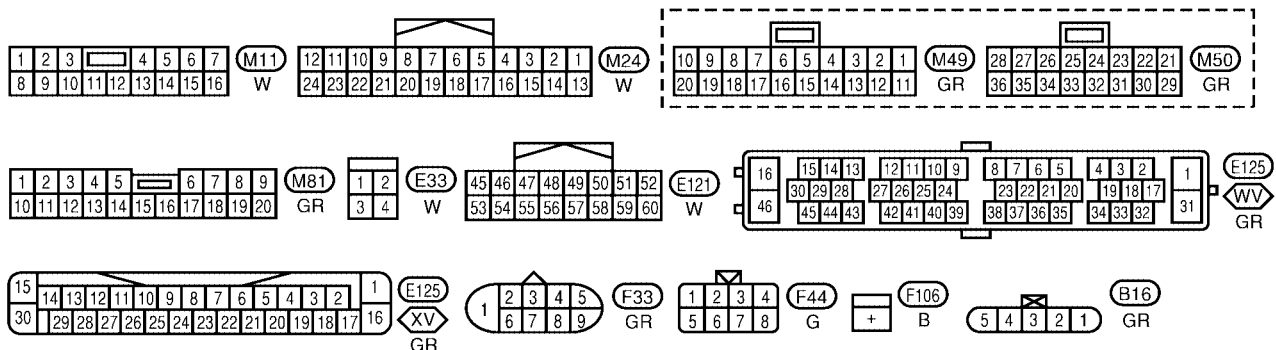 1 2 3 4 5 6 7 M11
8 9 10 11 12 13 14 15 16 W
12 11 10 9 8 7 6 5 4 3 2 1 M24
24 23 22 21 20 19 18 17 16 15 14 13 W
10 9 8 7 6 5 4 3 2 1 M49
20 19 18 17 16 15 14 13 12 11 GR
28 27 26 25 24 23 22 21 M50
36 35 34 33 32 31 30 29 GR
1 2 3 4 5 6 7 8 9 M81
10 11 12 13 14 15 16 17 18 19 20 GR
1 2 E33
3 4 W
45 46 47 48 49 50 51 52 E121
53 54 55 56 57 58 59 60 W
16 15 14 13 12 11 10 9 8 7 6 5 4 3 2 1 E125
30 29 28 27 26 25 24 23 22 21 20 19 18 17 WV
46 45 44 43 42 41 40 39 38 37 36 35 34 33 32 31 GR
15 14 13 12 11 10 9 8 7 6 5 4 3 2 1 E125
30 29 28 27 26 25 24 23 22 21 20 19 18 17 16 XV
GR
1 2 3 4 5 F33
6 7 8 9 GR
1 2 3 4 F44
5 6 7 8 G
F106
+ B
B16
5 4 3 2 1 GR